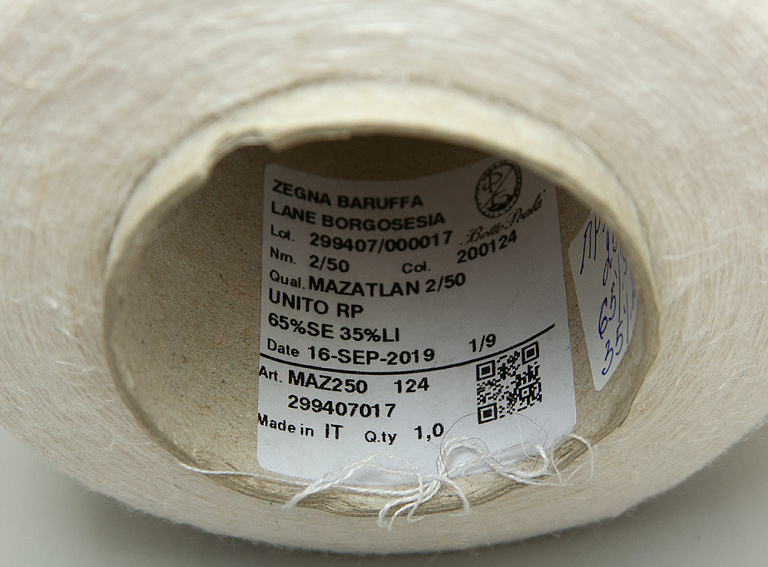 ZEGNA BARUFFA
LANE BORGOSESIA
Lot. 299407/000017
Nm. 2/50 Col. 200124
Qual. MAZATLAN 2/50
UNITO RP
65%SE 35%LI
Date 16-SEP-2019 1/9
Art. MAZ250 124
299407017
Made in IT Q.ty 1,0
65%
35%